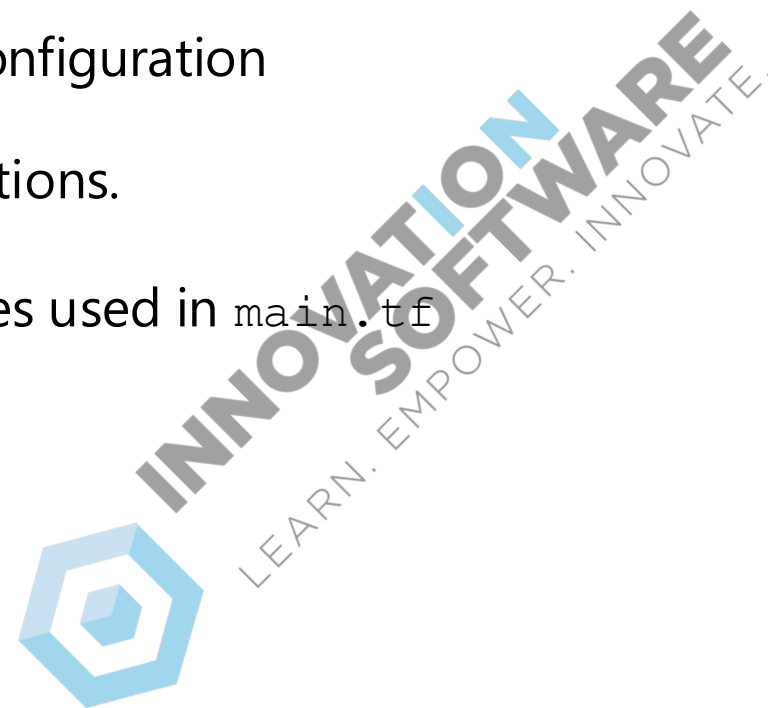 onfiguration
tions.
es used in main.tf
INNOVATION
SOFTWARE
LEARN. EMPOWER. INNOVATE.